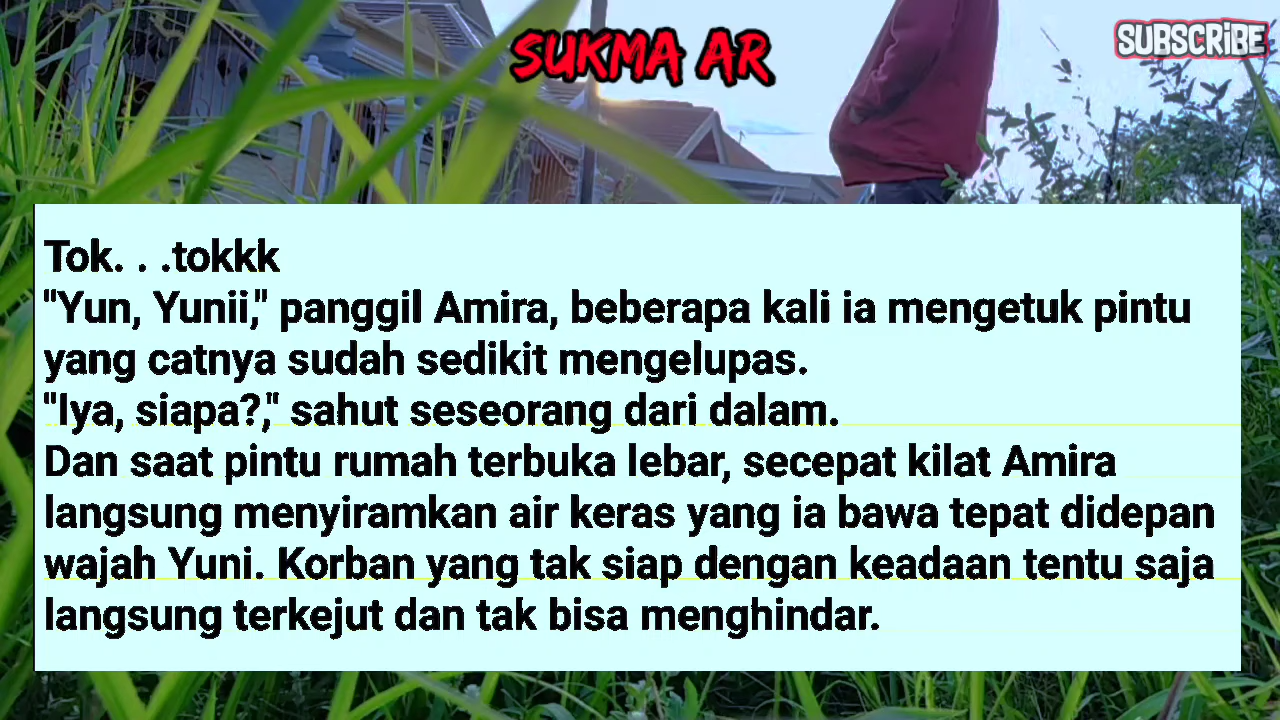 SUKMA AR
SUBSCRiBE
Tok. . .tokkk
"Yun, Yunii," panggil Amira, beberapa kali ia mengetuk pintu
yang catnya sudah sedikit mengelupas.
"Iya, siapa?," sahut seseorang dari dalam.
Dan saat pintu rumah terbuka lebar, secepat kilat Amira
langsung menyiramkan air keras yang ia bawa tepat didepan
wajah Yuni. Korban yang tak siap dengan keadaan tentu saja
langsung terkejut dan tak bisa menghindar.